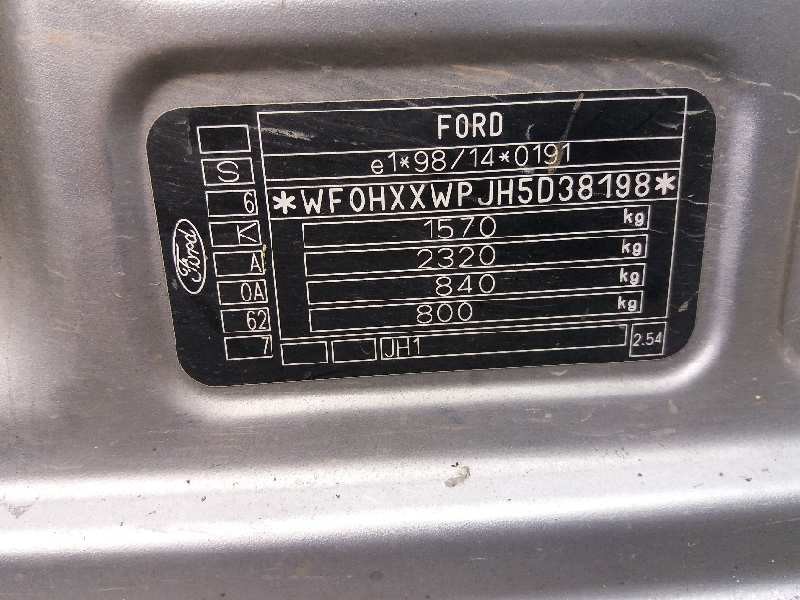 FORD
e1*98/14*0191
*WF0HXXWPJH5D38198*
1570 kg
2320 kg
840 kg
800 kg
JH1
2.54
S
6
K
A
0A
62
7
Ford